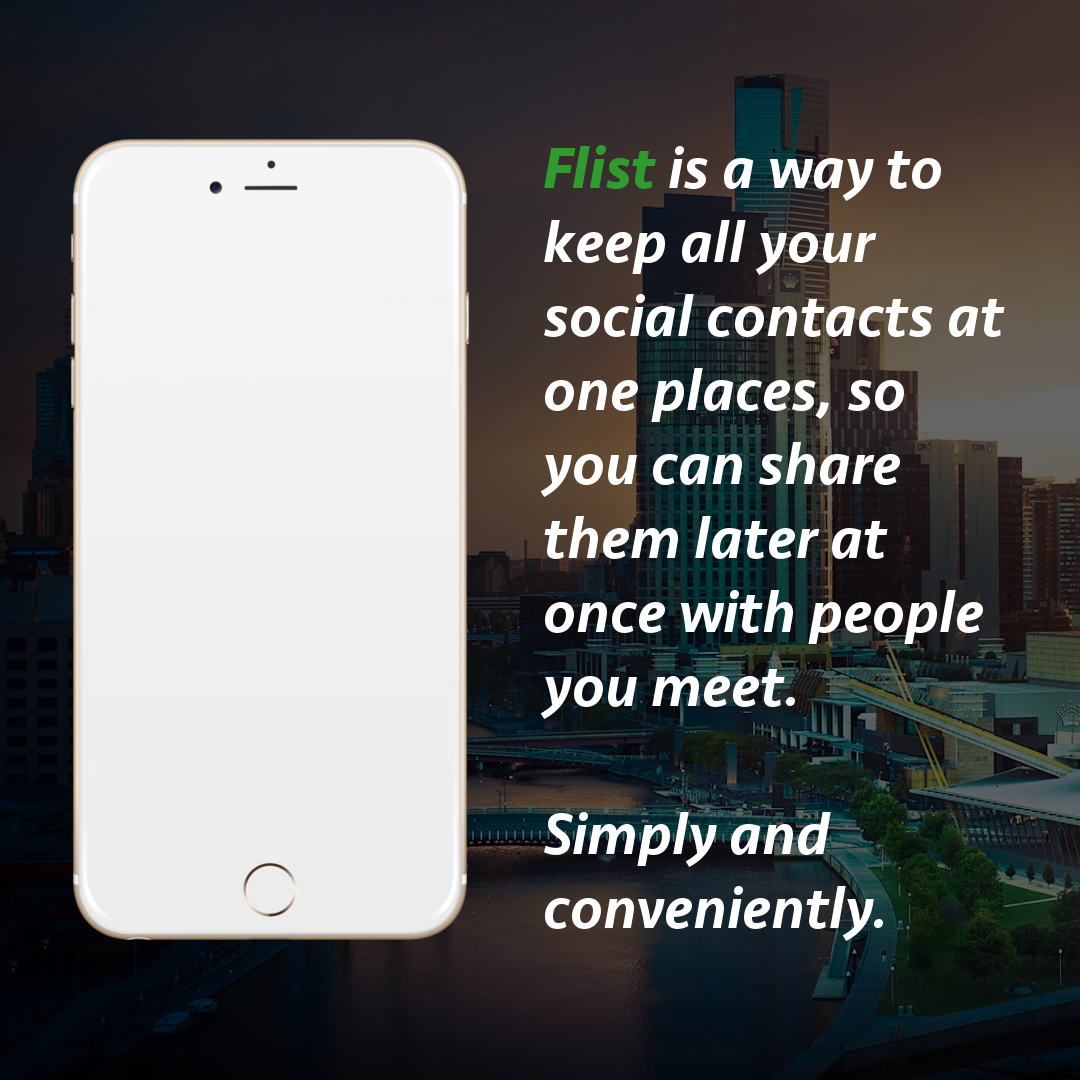 Flist is a way to
keep all your
social contacts at
one places, so
you can share
them later at
once with people
you meet.
Simply and
conveniently.